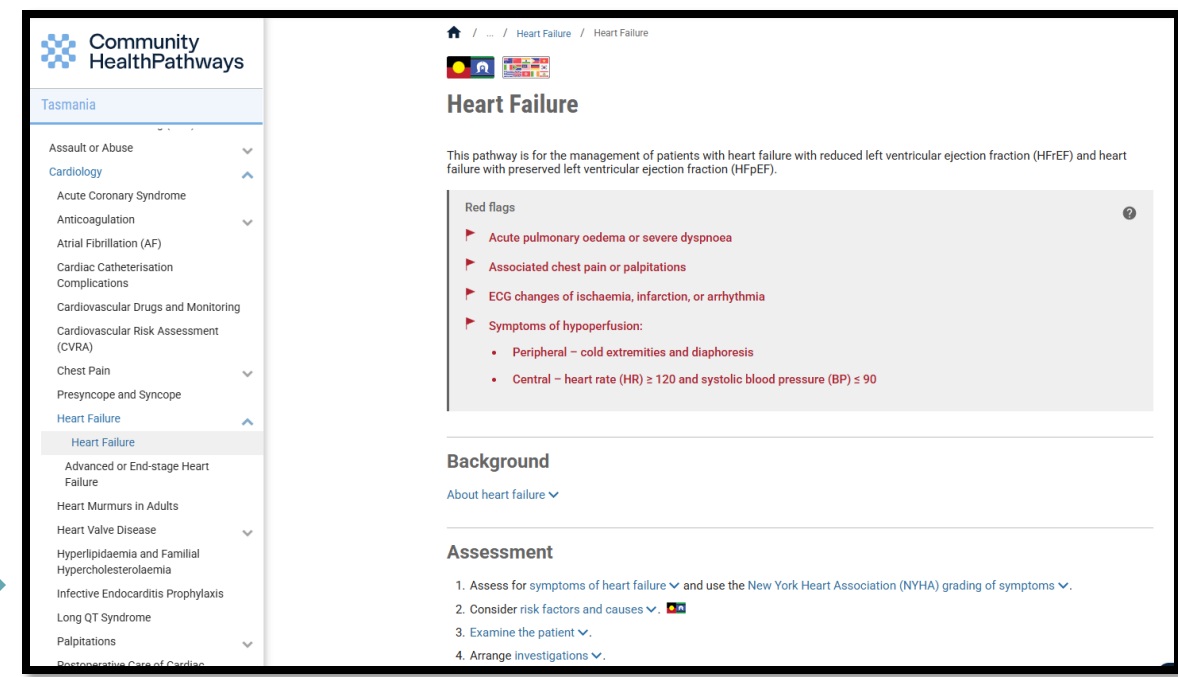 Community
HealthPathways
Tasmania
Assault or Abuse
Cardiology
Acute Coronary Syndrome
Anticoagulation
Atrial Fibrillation (AF)
Cardiac Catheterisation
Complications
Cardiovascular Drugs and Monitoring
Cardiovascular Risk Assessment
(CVRA)
Chest Pain
Presyncope and Syncope
Heart Failure
Heart Failure
Advanced or End-stage Heart
Failure
Heart Murmurs in Adults
Heart Valve Disease
Hyperlipidaemia and Familial
Hypercholesterolaemia
Infective Endocarditis Prophylaxis
Long QT Syndrome
Palpitations
Postoperative Care of Cardiac
/ ... / Heart Failure / Heart Failure
Heart Failure
This pathway is for the management of patients with heart failure with reduced left ventricular ejection fraction (HFrEF) and heart
failure with preserved left ventricular ejection fraction (HFpEF).
Red flags
Acute pulmonary oedema or severe dyspnoea
Associated chest pain or palpitations
ECG changes of ischaemia, infarction, or arrhythmia
Symptoms of hypoperfusion:
• Peripheral – cold extremities and diaphoresis
• Central – heart rate (HR) ≥ 120 and systolic blood pressure (BP) ≤ 90
Background
About heart failure
Assessment
1. Assess for symptoms of heart failure and use the New York Heart Association (NYHA) grading of symptoms .
2. Consider risk factors and causes .
3. Examine the patient .
4. Arrange investigations .